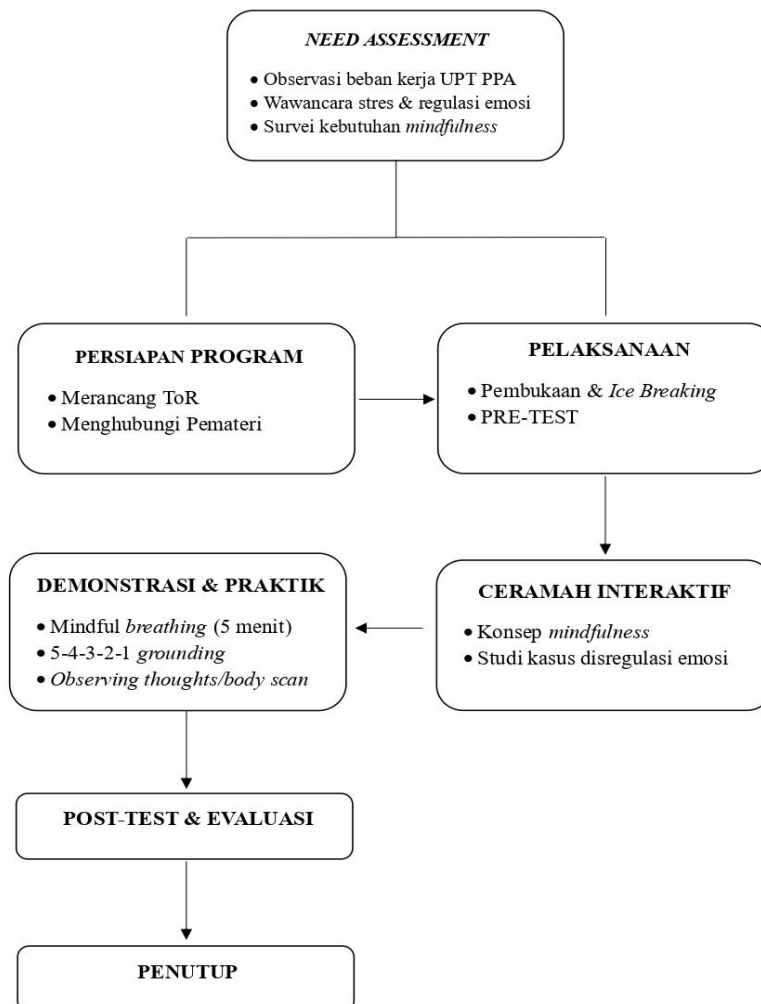 NEED ASSESSMENT
• Observasi beban kerja UPT PPA
• Wawancara stres & regulasi emosi
• Survei kebutuhan mindfulness
PERSIAPAN PROGRAM
• Merancang ToR
• Menghubungi Pemateri
PELAKSANAAN
• Pembukaan & Ice Breaking
• PRE-TEST
CERAMAH INTERAKTIF
• Konsep mindfulness
• Studi kasus disregulasi emosi
DEMONSTRASI & PRAKTIK
• Mindful breathing (5 menit)
• 5-4-3-2-1 grounding
• Observing thoughts/body scan
POST-TEST & EVALUASI
PENUTUP